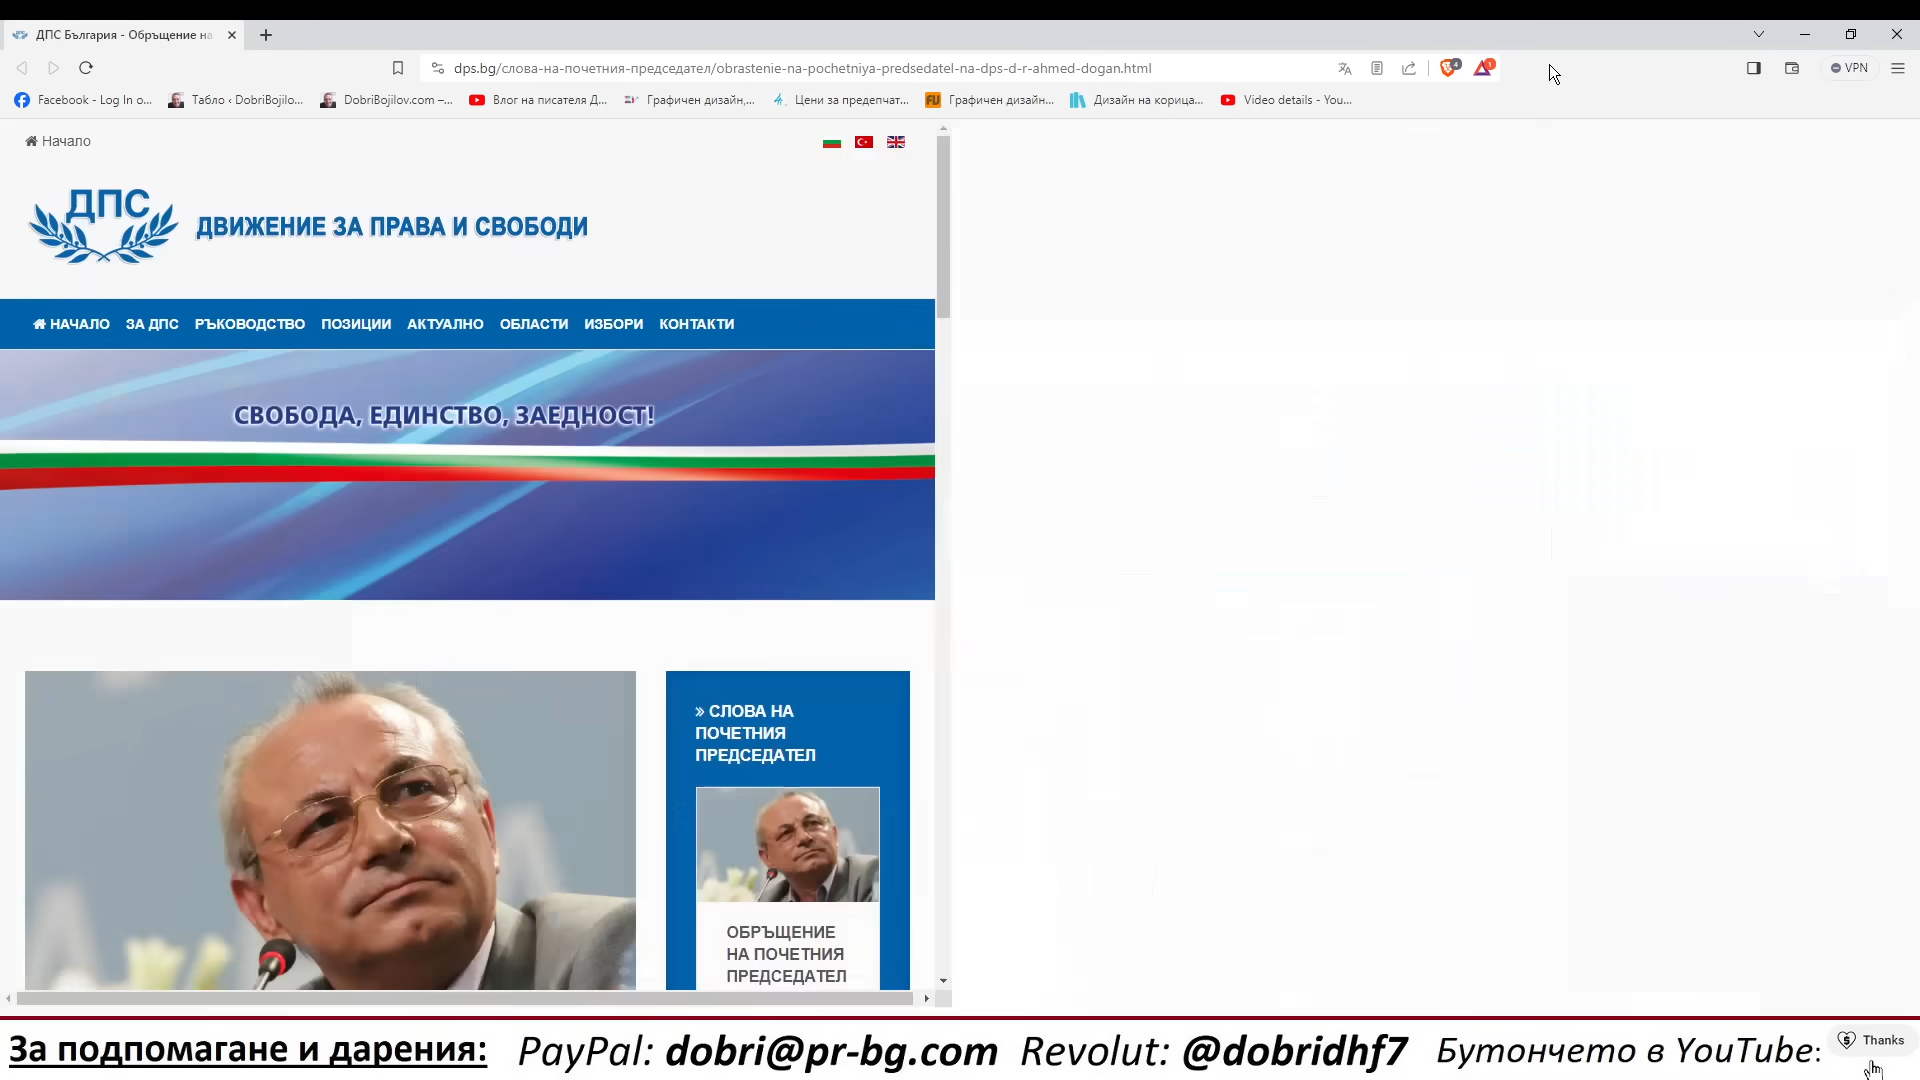 ДПС България - Обръщение на
dps.bg/слова-на-почетния-председател/obrastenie-na-pochetniya-predsedatel-na-dps-d-r-ahmed-dogan.html
4
1
VPN
Facebook - Log In o...
Табло ‹ DobriBojilo...
DobriBojilov.com –...
Влог на писателя Д...
Графичен дизайн,...
Цени за предпечат...
Графичен дизайн...
Дизайн на корица...
Video details - You...
Начало
ДПС
ДВИЖЕНИЕ ЗА ПРАВА И СВОБОДИ
НАЧАЛО ЗА ДПС РЪКОВОДСТВО ПОЗИЦИИ АКТУАЛНО ОБЛАСТИ ИЗБОРИ КОНТАКТИ
СВОБОДА, ЕДИНСТВО, ЗАЕДНОСТ!
» СЛОВА НА
ПОЧЕТНИЯ
ПРЕДСЕДАТЕЛ
ОБРЪЩЕНИЕ
НА ПОЧЕТНИЯ
ПРЕДСЕДАТЕЛ
За подпомагане и дарения: PayPal: dobri@pr-bg.com Revolut: @dobridhf7 Бутончето в YouTube: Thanks